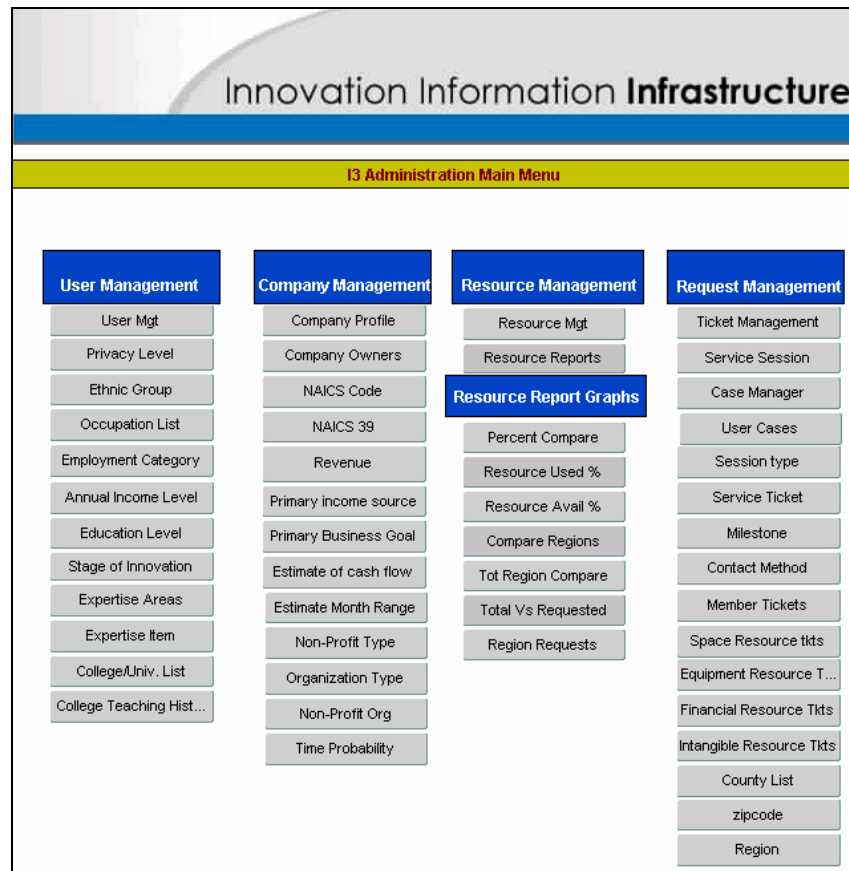 Innovation Information Infrastructure
I3 Administration Main Menu
User Management
User Mgt
Privacy Level
Ethnic Group
Occupation List
Employment Category
Annual Income Level
Education Level
Stage of Innovation
Expertise Areas
Expertise Item
College/Univ. List
College Teaching Hist...
Company Management
Company Profile
Company Owners
NAICS Code
NAICS 39
Revenue
Primary income source
Primary Business Goal
Estimate of cash flow
Estimate Month Range
Non-Profit Type
Organization Type
Non-Profit Org
Time Probability
Resource Management
Resource Mgt
Resource Reports
Resource Report Graphs
Percent Compare
Resource Used %
Resource Avail %
Compare Regions
Tot Region Compare
Total Vs Requested
Region Requests
Request Management
Ticket Management
Service Session
Case Manager
User Cases
Session type
Service Ticket
Milestone
Contact Method
Member Tickets
Space Resource tkts
Equipment Resource T...
Financial Resource Tkts
Intangible Resource Tkts
County List
zipcode
Region